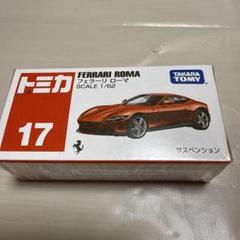 トミカ
FERRARI ROMA
フェラーリ ローマ
SCALE 1/62
TAKARA
TOMY
17
サスペンション